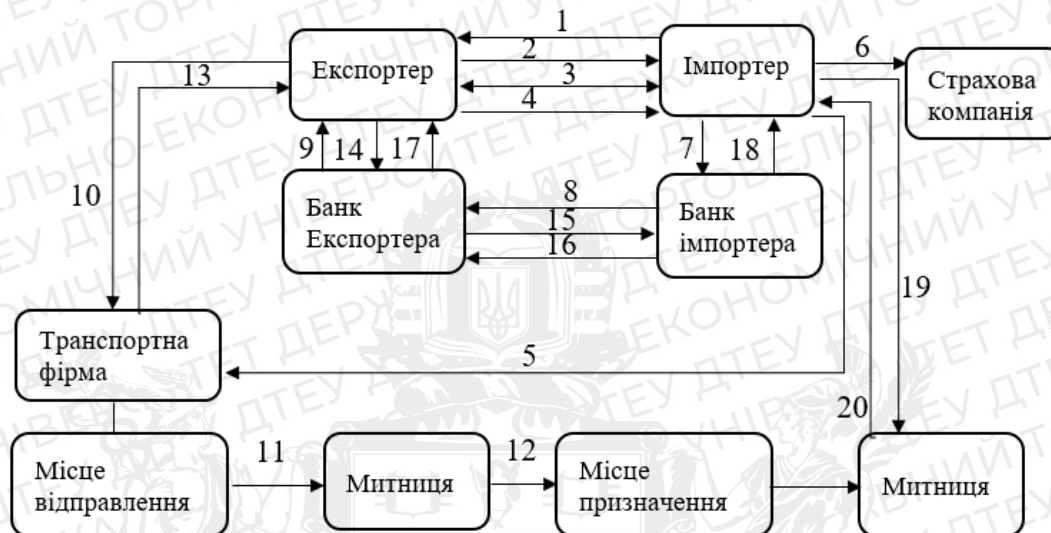 1
2
3
4
6
Експортер
Імпортер
Страхова
компанія
13
9
14
17
7
18
10
Банк
Експортера
8
15
16
Банк
імпортера
19
Транспортна
фірма
5
20
Місце
відправлення
11
Митниця
12
Місце
призначення
Митниця